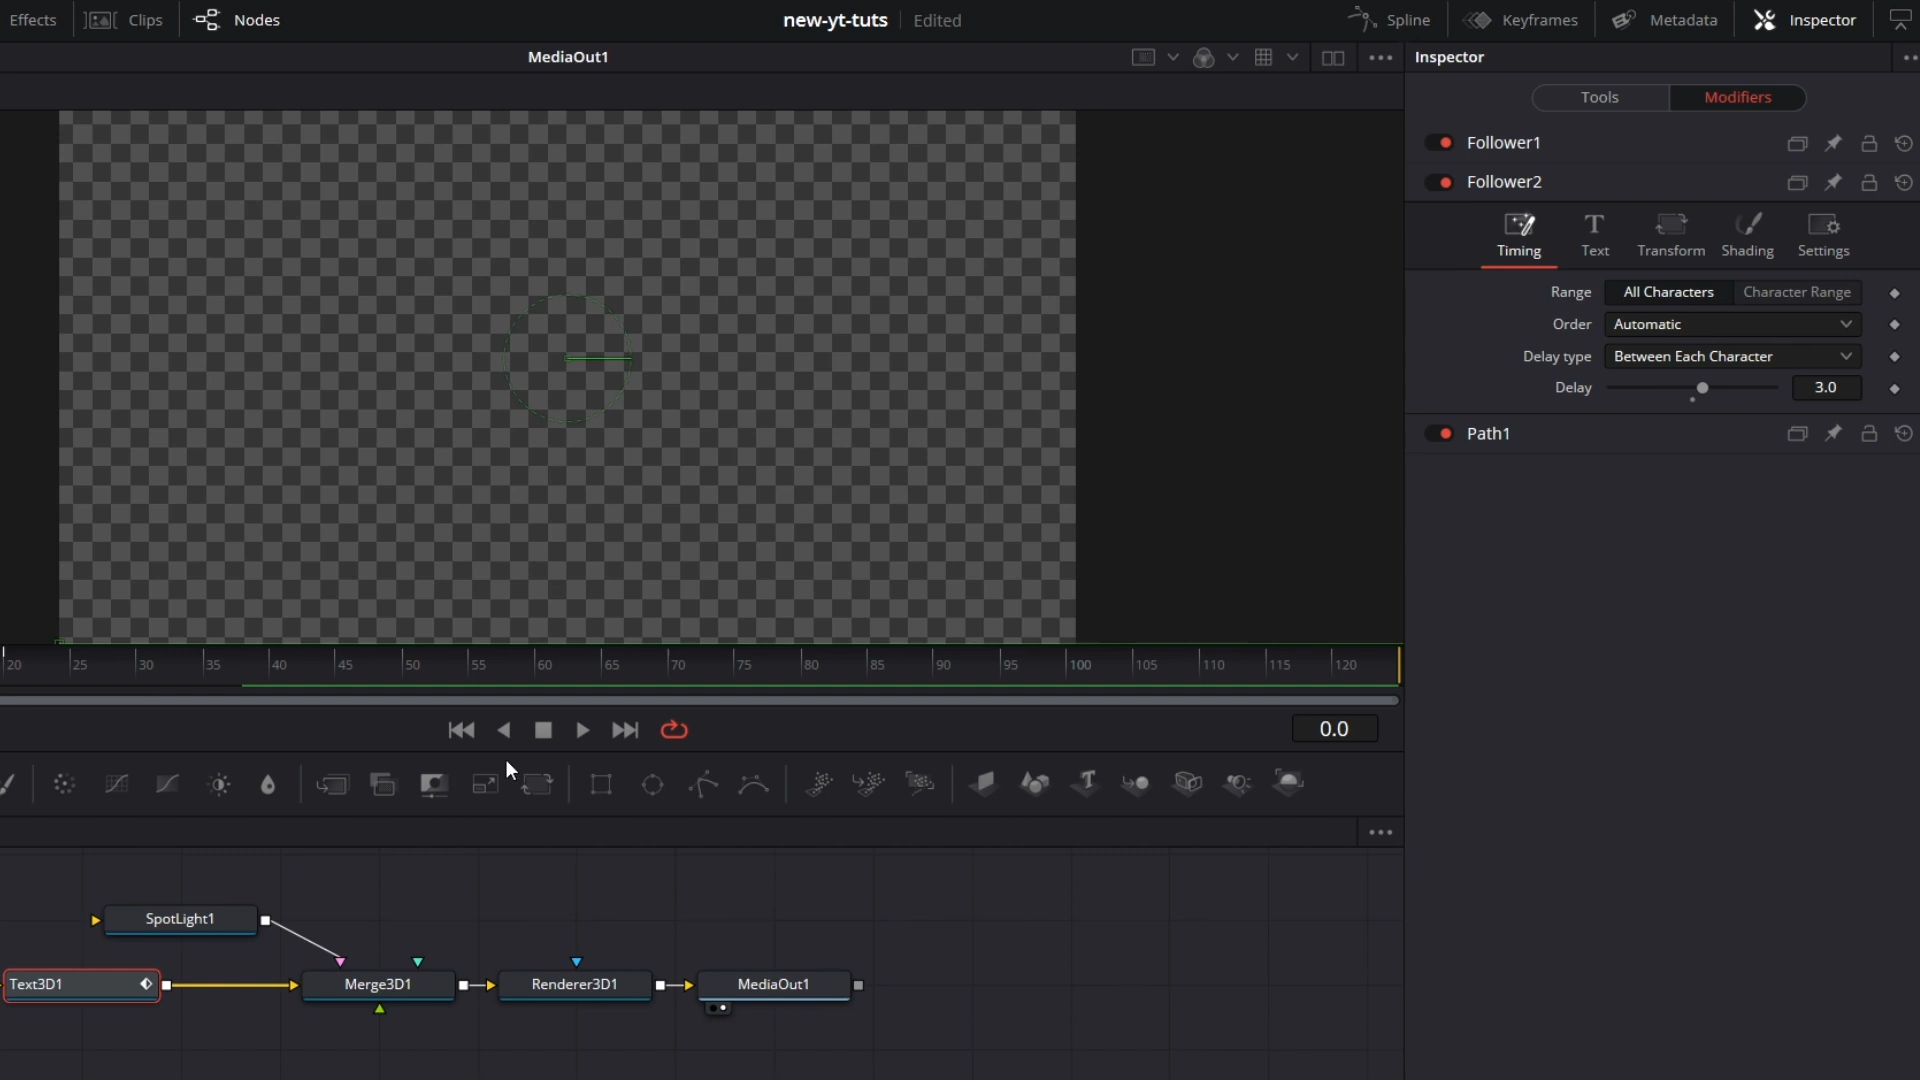 Effects Clips Nodes new-yt-tuts Edited Spline Keyframes Metadata Inspector
MediaOut1 Inspector
Tools Modifiers
Follower1
Follower2
Timing Text Transform Shading Settings
Range All Characters Character Range
Order Automatic
Delay type Between Each Character
Delay 3.0
Path1
20 25 30 35 40 45 50 55 60 65 70 75 80 85 90 95 100 105 110 115 120
0.0
SpotLight1
Text3D1 Merge3D1 Renderer3D1 MediaOut1